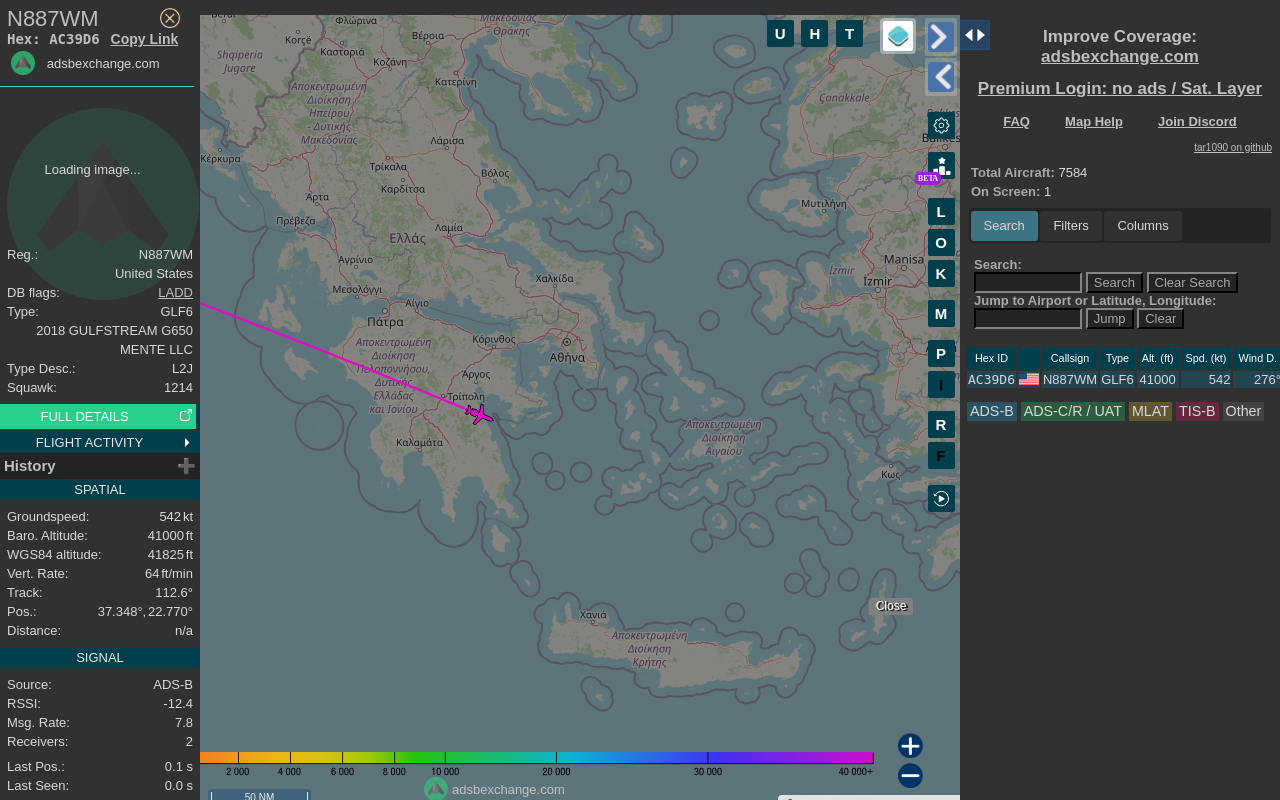 N887WM
Hex: AC39D6 Copy Link
adsbexchange.com
Loading image...
Reg.: N887WM
United States
DB flags: LADD
Type: GLF6
2018 GULFSTREAM G650
MENTE LLC
Type Desc.: L2J
Squawk: 1214
FULL DETAILS
FLIGHT ACTIVITY
History
SPATIAL
Groundspeed: 542 kt
Baro. Altitude: 41000 ft
WGS84 altitude: 41825 ft
Vert. Rate: 64 ft/min
Track: 112.6°
Pos.: 37.348°, 22.770°
Distance: n/a
SIGNAL
Source: ADS-B
RSSI: -12.4
Msg. Rate: 7.8
Receivers: 2
Last Pos.: 0.1 s
Last Seen: 0.0 s
Φλώρινα
Korçë
Καστοριά
Βέροια
Κοζάνη
Shqipëria
Jugore
Κατερίνη
Μακεδονίας
- Θράκης
Αποκεντρωμένη
Διοίκηση
Ηπείρου
- Δυτικής
Μακεδονίας
Λάρισα
Κέρκυρα
Τρίκαλα
Καρδίτσα
Βόλος
Άρτα
Πρέβεζα
Λαμία
Ελλάς
Αγρίνιο
Χαλκίδα
Μεσολόγγι
Αίγιο
Πάτρα
Κόρινθος
Αθήνα
Αποκεντρωμένη
Διοίκηση
Πελοποννήσου,
Δυτικής
Ελλάδας
και Ιονίου
Άργος
Τρίπολη
Καλαμάτα
Αποκεντρωμένη
Διοίκηση
Αιγαίου
Çanakkale
Μυτιλήνη
Manisa
İzmir
İzmir
Κως
Χανιά
Αποκεντρωμένη
Διοίκηση
Κρήτης
U H T
BETA
L
O
K
M
P
I
R
F
Close
2 000 4 000 6 000 8 000 10 000 20 000 30 000 40 000+
adsbexchange.com
50 NM
Improve Coverage:
adsbexchange.com
Premium Login: no ads / Sat. Layer
FAQ Map Help Join Discord
tar1090 on github
Total Aircraft: 7584
On Screen: 1
Search Filters Columns
Search:
Search Clear Search
Jump to Airport or Latitude, Longitude:
Jump Clear
Hex ID Callsign Type Alt. (ft) Spd. (kt) Wind D.
AC39D6 N887WM GLF6 41000 542 276°
ADS-B ADS-C/R / UAT MLAT TIS-B Other